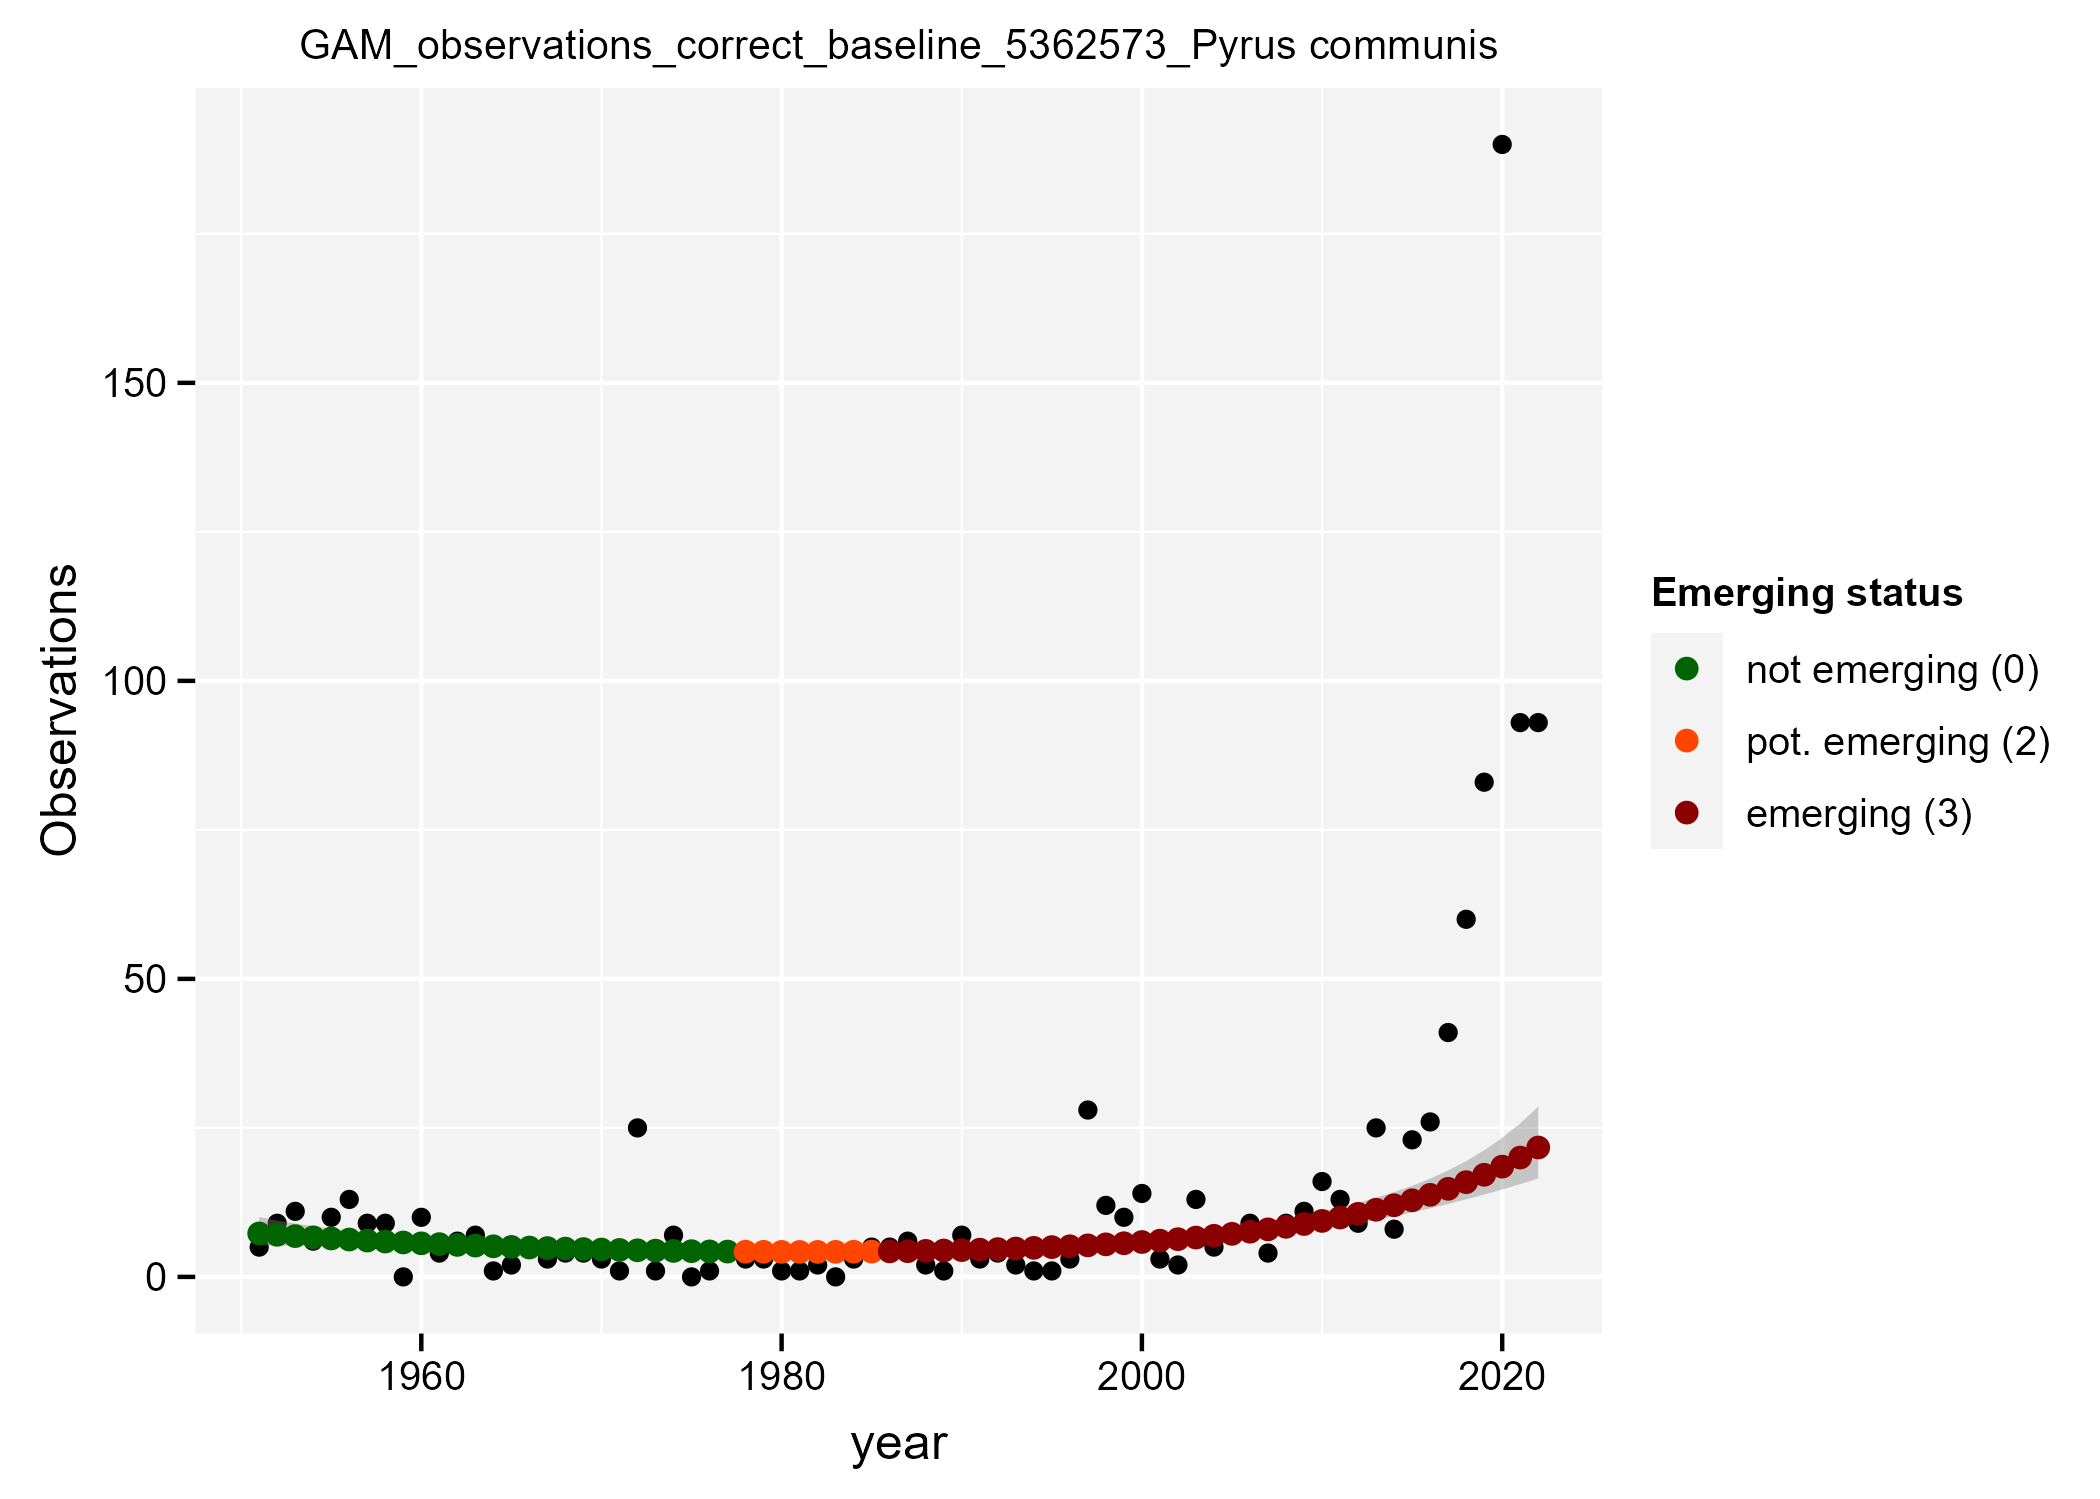 GAM_observations_correct_baseline_5362573_Pyrus communis
Observations
150
100
50
0
1960 1980 2000 2020
year
Emerging status
not emerging (0)
pot. emerging (2)
emerging (3)